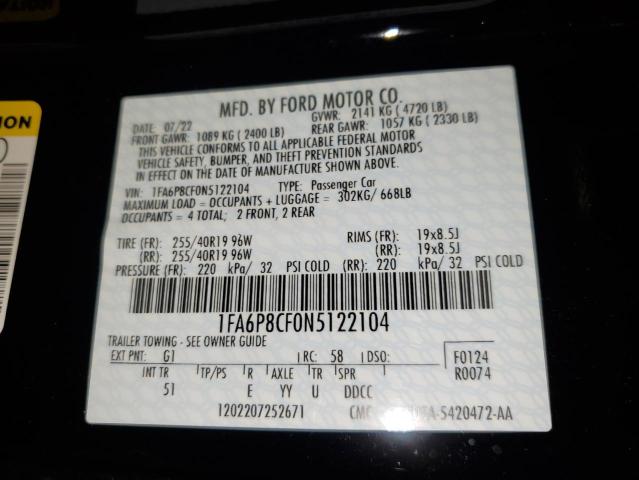 MFD. BY FORD MOTOR CO.
DATE: 07/22 GVWR: 2141 KG ( 4720 LB)
FRONT GAWR: 1089 KG ( 2400 LB) REAR GAWR: 1057 KG ( 2330 LB)
THIS VEHICLE CONFORMS TO ALL APPLICABLE FEDERAL MOTOR
VEHICLE SAFETY, BUMPER, AND THEFT PREVENTION STANDARDS
IN EFFECT ON THE DATE OF MANUFACTURE SHOWN ABOVE.
VIN: 1FA6P8CF0N5122104 TYPE: Passenger Car
MAXIMUM LOAD = OCCUPANTS + LUGGAGE = 302KG/ 668LB
OCCUPANTS = 4 TOTAL; 2 FRONT, 2 REAR
TIRE (FR): 255/40R19 96W RIMS (FR): 19x8.5J
(RR): 255/40R19 96W (RR): 19x8.5J
PRESSURE (FR): 220 kPa/ 32 PSI COLD (RR): 220 kPa/ 32 PSI COLD
1FA6P8CF0N5122104
TRAILER TOWING - SEE OWNER GUIDE
EXT PNT: G1 RC: 58 DSO: F0124
INT TR TP/PS R AXLE TR SPR R0074
51 E YY U DDCC
1202207252671 CMC 5420472-AA
ION